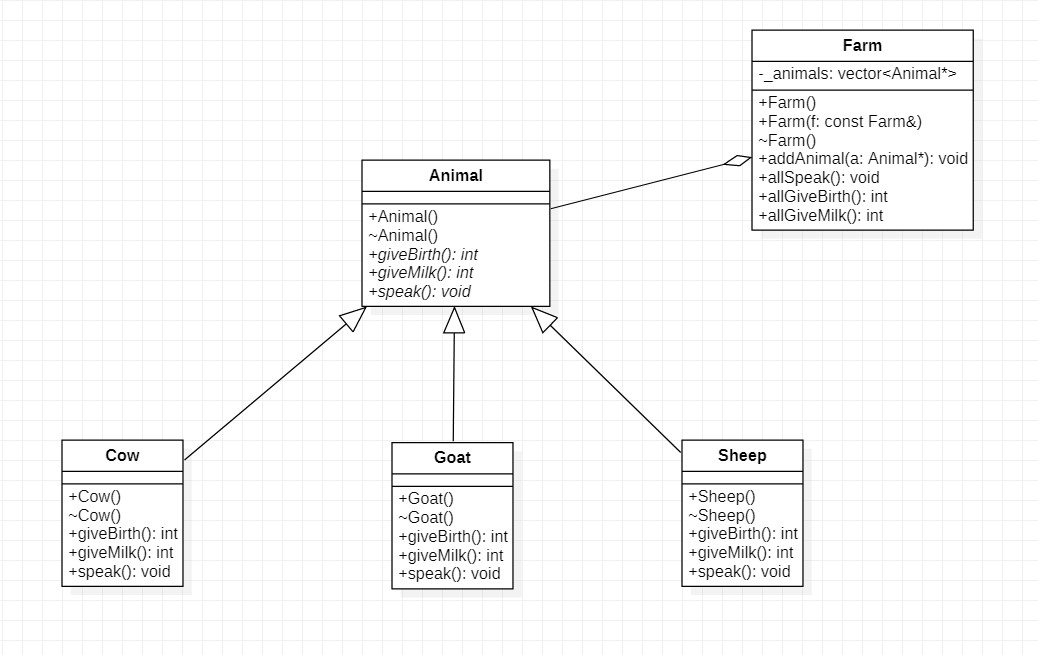 Farm
-_animals: vector<Animal*>
+Farm()
+Farm(f: const Farm&)
~Farm()
+addAnimal(a: Animal*): void
+allSpeak(): void
+allGiveBirth(): int
+allGiveMilk(): int
Animal
+Animal()
~Animal()
+giveBirth(): int
+giveMilk(): int
+speak(): void
Cow
+Cow()
~Cow()
+giveBirth(): int
+giveMilk(): int
+speak(): void
Goat
+Goat()
~Goat()
+giveBirth(): int
+giveMilk(): int
+speak(): void
Sheep
+Sheep()
~Sheep()
+giveBirth(): int
+giveMilk(): int
+speak(): void